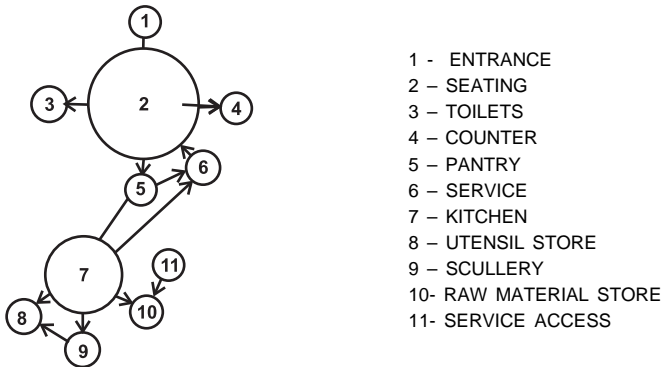 1
2
3
4
5
6
7
8
9
10
11
1 - ENTRANCE
2 – SEATING
3 – TOILETS
4 – COUNTER
5 – PANTRY
6 – SERVICE
7 – KITCHEN
8 – UTENSIL STORE
9 – SCULLERY
10- RAW MATERIAL STORE
11- SERVICE ACCESS